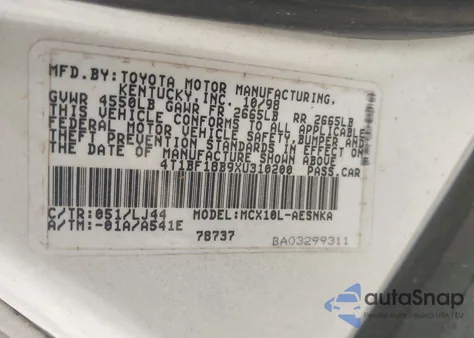 MFD.BY:TOYOTA MOTOR MANUFACTURING,
KENTUCKY,INC. 10/98
GVWR 4550LB GAWR FR 2665LB RR 2665LB
THIS VEHICLE CONFORMS TO ALL APPLICABLE
FEDERAL MOTOR VEHICLE SAFETY,BUMPER AND
THEFT PREVENTION STANDARDS IN EFFECT ON
THE DATE OF MANUFACTURE SHOWN ABOVE
4T1BF18B9XU310200 PASS.CAR
C/TR:051/LJ44 MODEL:MCX10L-AESNKA
A/TM:-01A/A541E
78737 BA03299311
autoSnap